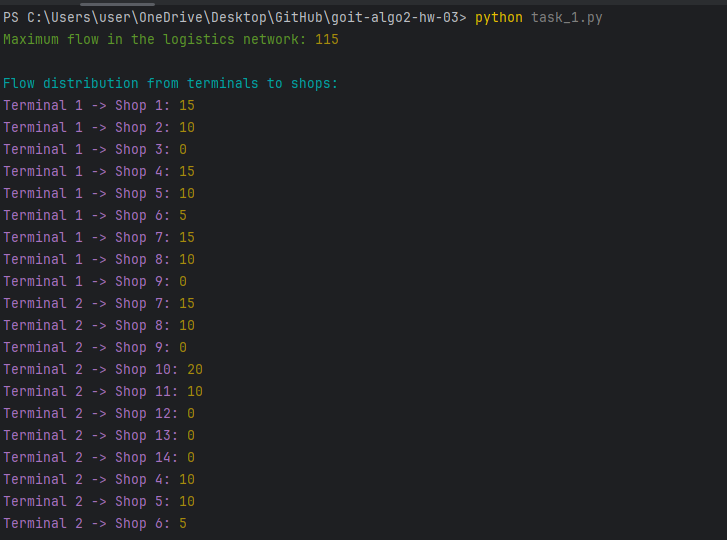 PS C:\Users\user\OneDrive\Desktop\GitHub\goit-algo2-hw-03> python task_1.py
Maximum flow in the logistics network: 115
Flow distribution from terminals to shops:
Terminal 1 -> Shop 1: 15
Terminal 1 -> Shop 2: 10
Terminal 1 -> Shop 3: 0
Terminal 1 -> Shop 4: 15
Terminal 1 -> Shop 5: 10
Terminal 1 -> Shop 6: 5
Terminal 1 -> Shop 7: 15
Terminal 1 -> Shop 8: 10
Terminal 1 -> Shop 9: 0
Terminal 2 -> Shop 7: 15
Terminal 2 -> Shop 8: 10
Terminal 2 -> Shop 9: 0
Terminal 2 -> Shop 10: 20
Terminal 2 -> Shop 11: 10
Terminal 2 -> Shop 12: 0
Terminal 2 -> Shop 13: 0
Terminal 2 -> Shop 14: 0
Terminal 2 -> Shop 4: 10
Terminal 2 -> Shop 5: 10
Terminal 2 -> Shop 6: 5